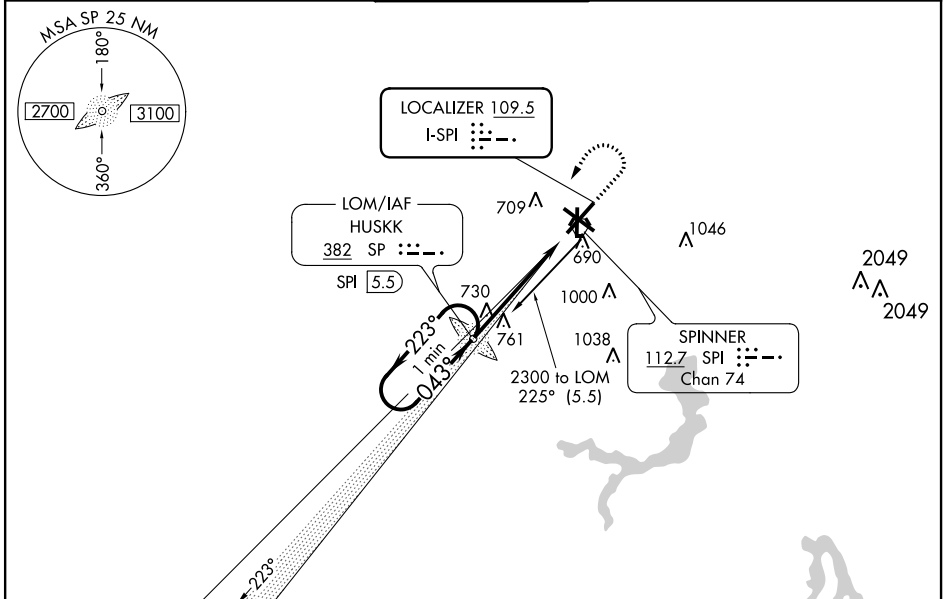 MSA SP 25 NM
180°
2700
3100
360°
LOCALIZER 109.5
I-SPI
LOM/IAF
HUSKK
382 SP
SPI 5.5
709
690
1046
2049
2049
730
761
1000
1038
SPINNER
112.7 SPI
Chan 74
2300 to LOM
225° (5.5)
223°
1 min
043°
223°